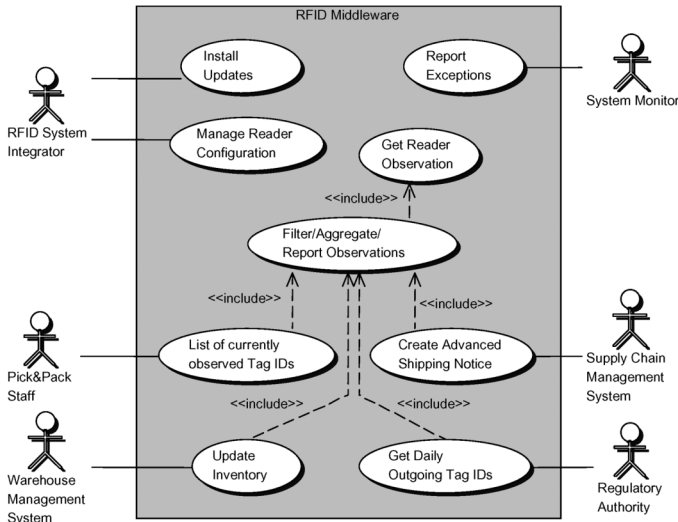 RFID Middleware
Install
Updates
Report
Exceptions
System Monitor
RFID System
Integrator
Manage Reader
Configuration
Get Reader
Observation
<<include>>
Filter/Aggregate/
Report Observations
<<include>>
<<include>>
List of currently
observed Tag IDs
Create Advanced
Shipping Notice
Pick&Pack
Staff
Supply Chain
Management
System
<<include>>
<<include>>
Update
Inventory
Get Daily
Outgoing Tag IDs
Warehouse
Management
System
Regulatory
Authority